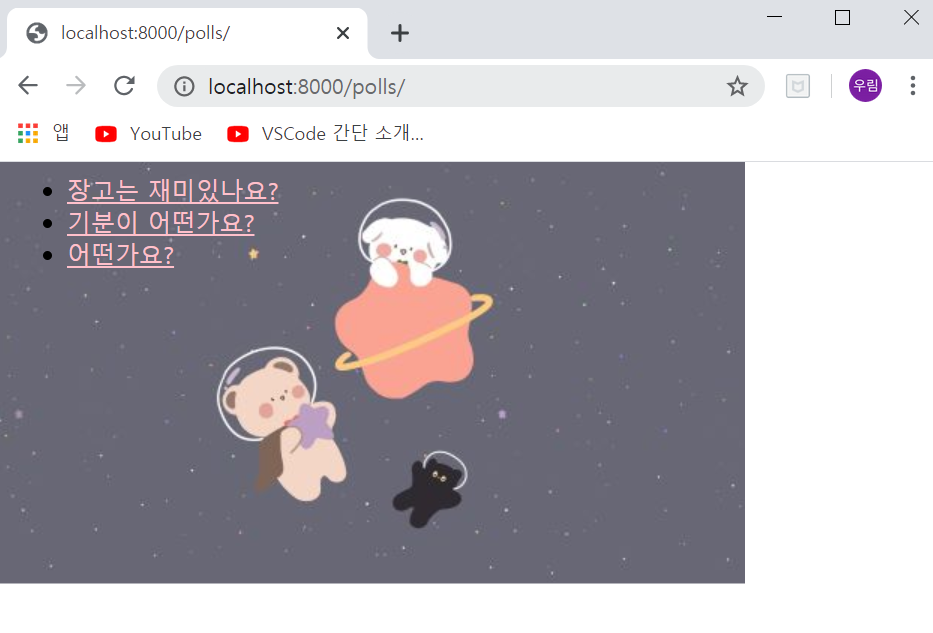 localhost:8000/polls/
localhost:8000/polls/
우림
앱 YouTube VSCode 간단 소개...
장고는 재미있나요?
기분이 어떤가요?
어떤가요?